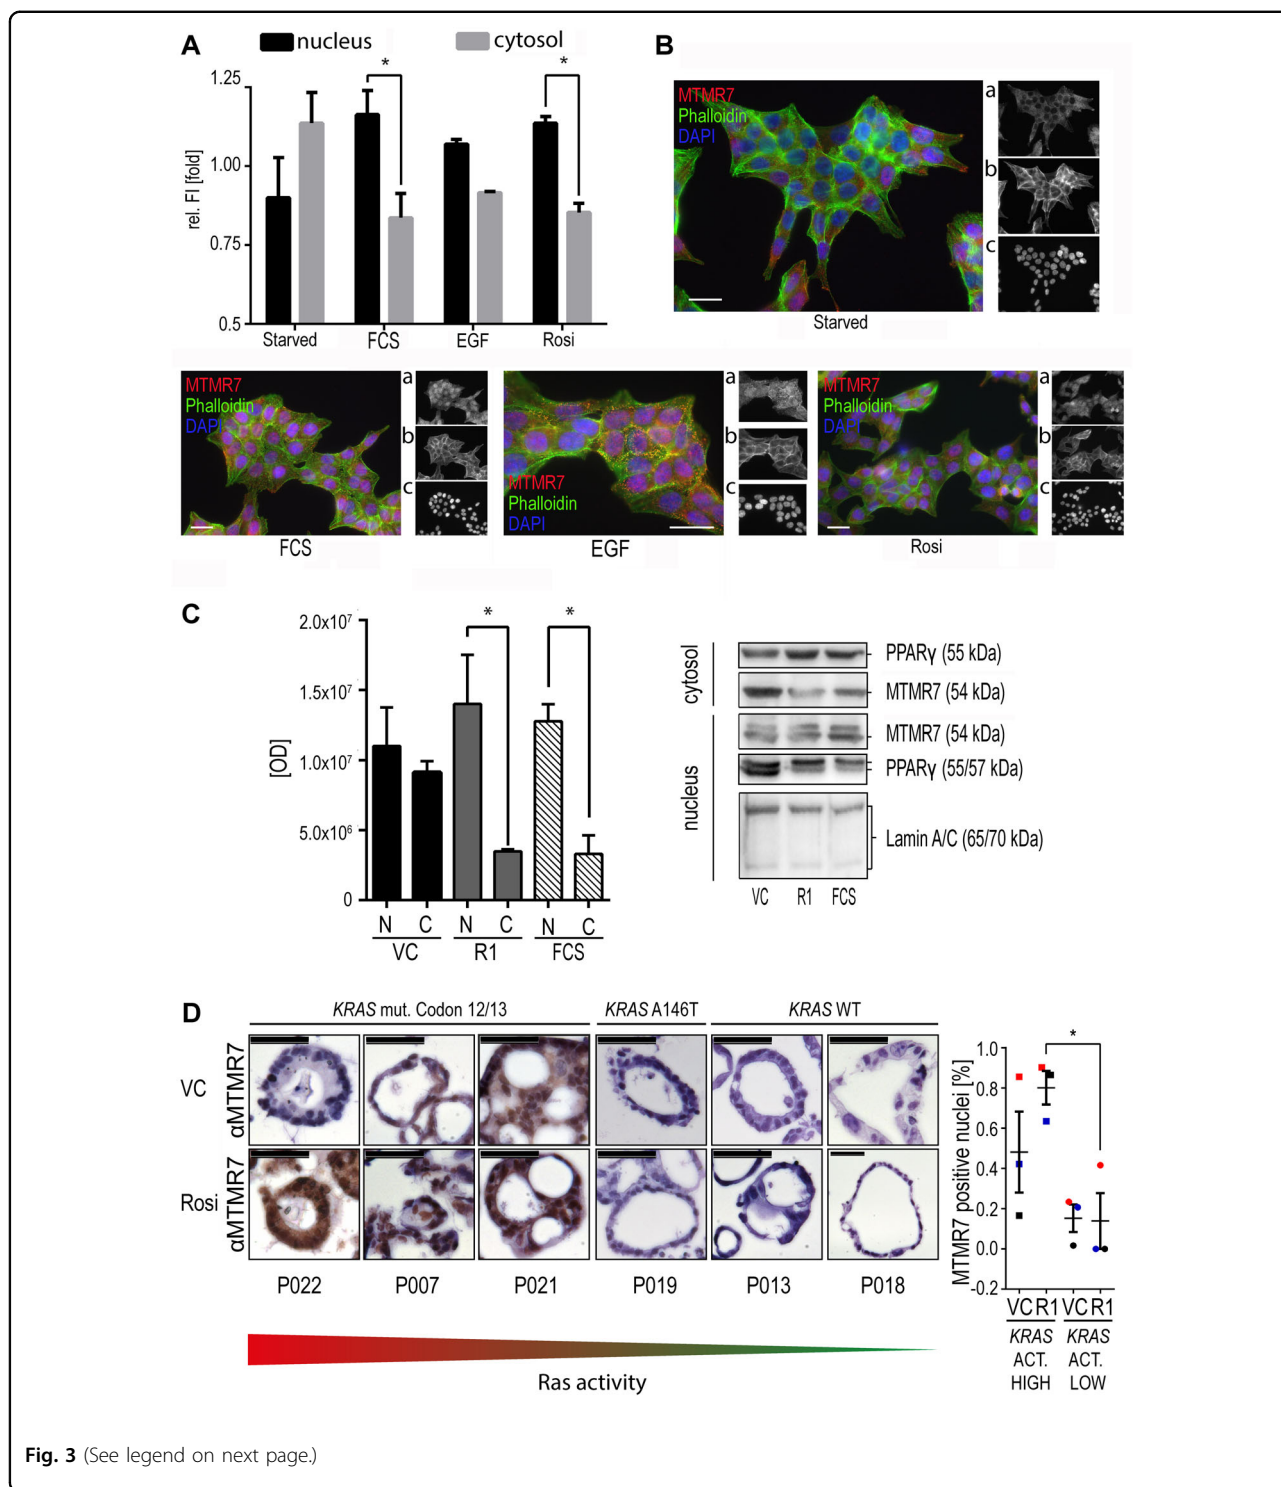 A
nucleus
cytosol
*
*
1.25
1.00
0.75
0.5
rel. FI [fold]
Starved
FCS
EGF
Rosi
B
MTMR7
Phalloidin
DAPI
a
b
c
Starved
MTMR7
Phalloidin
DAPI
a
b
c
FCS
MTMR7
Phalloidin
DAPI
a
b
c
EGF
MTMR7
Phalloidin
DAPI
a
b
c
Rosi
C
2.0x10⁷
1.5x10⁷
1.0x10⁷
5.0x10⁶
0
[OD]
*
*
N C N C N C
VC R1 FCS
cytosol
nucleus
PPARγ (55 kDa)
MTMR7 (54 kDa)
MTMR7 (54 kDa)
PPARγ (55/57 kDa)
Lamin A/C (65/70 kDa)
VC R1 FCS
D
KRAS mut. Codon 12/13
KRAS A146T
KRAS WT
VC
αMTMR7
Rosi
αMTMR7
P022 P007 P021 P019 P013 P018
Ras activity
MTMR7 positive nuclei [%]
*
1.0
0.8
0.6
0.4
0.2
0.0
-0.2
VC R1 VC R1
KRAS KRAS
ACT. ACT.
HIGH LOW
Fig. 3 (See legend on next page.)